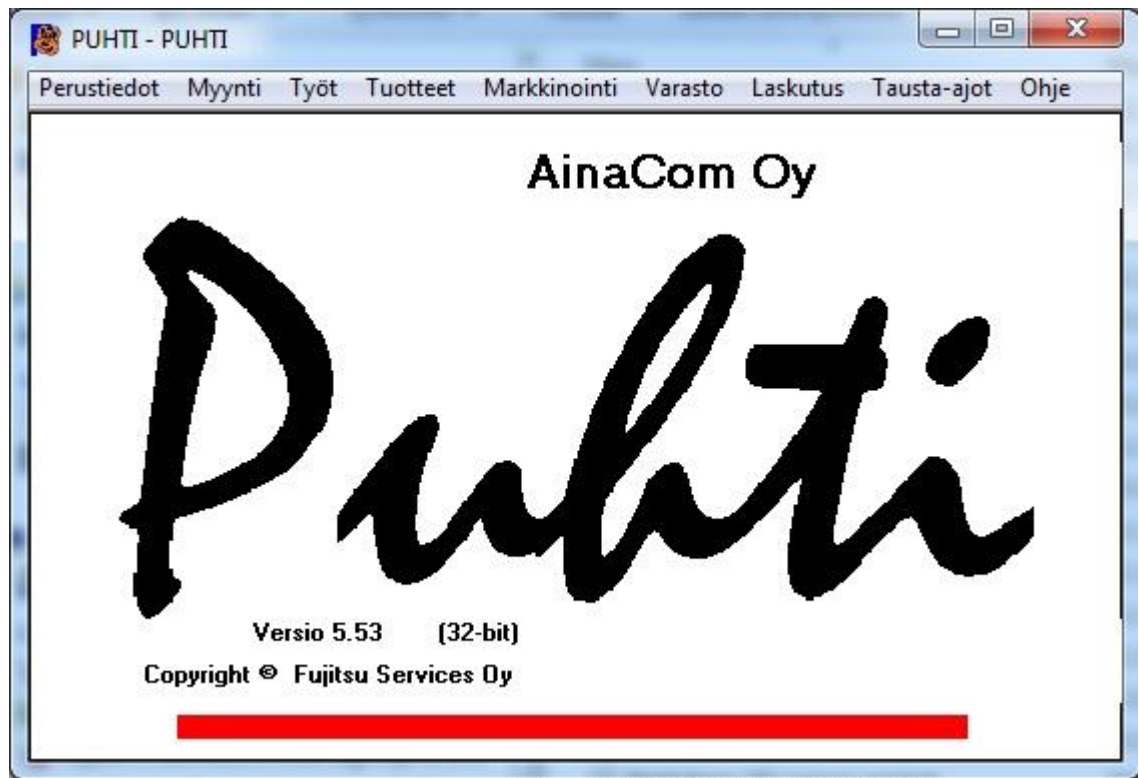 PUHTI - PUHTI
Perustiedot Myynti Työt Tuotteet Markkinointi Varasto Laskutus Tausta-ajot Ohje
AinaCom Oy
Puhti
Versio 5.53 (32-bit)
Copyright © Fujitsu Services Oy